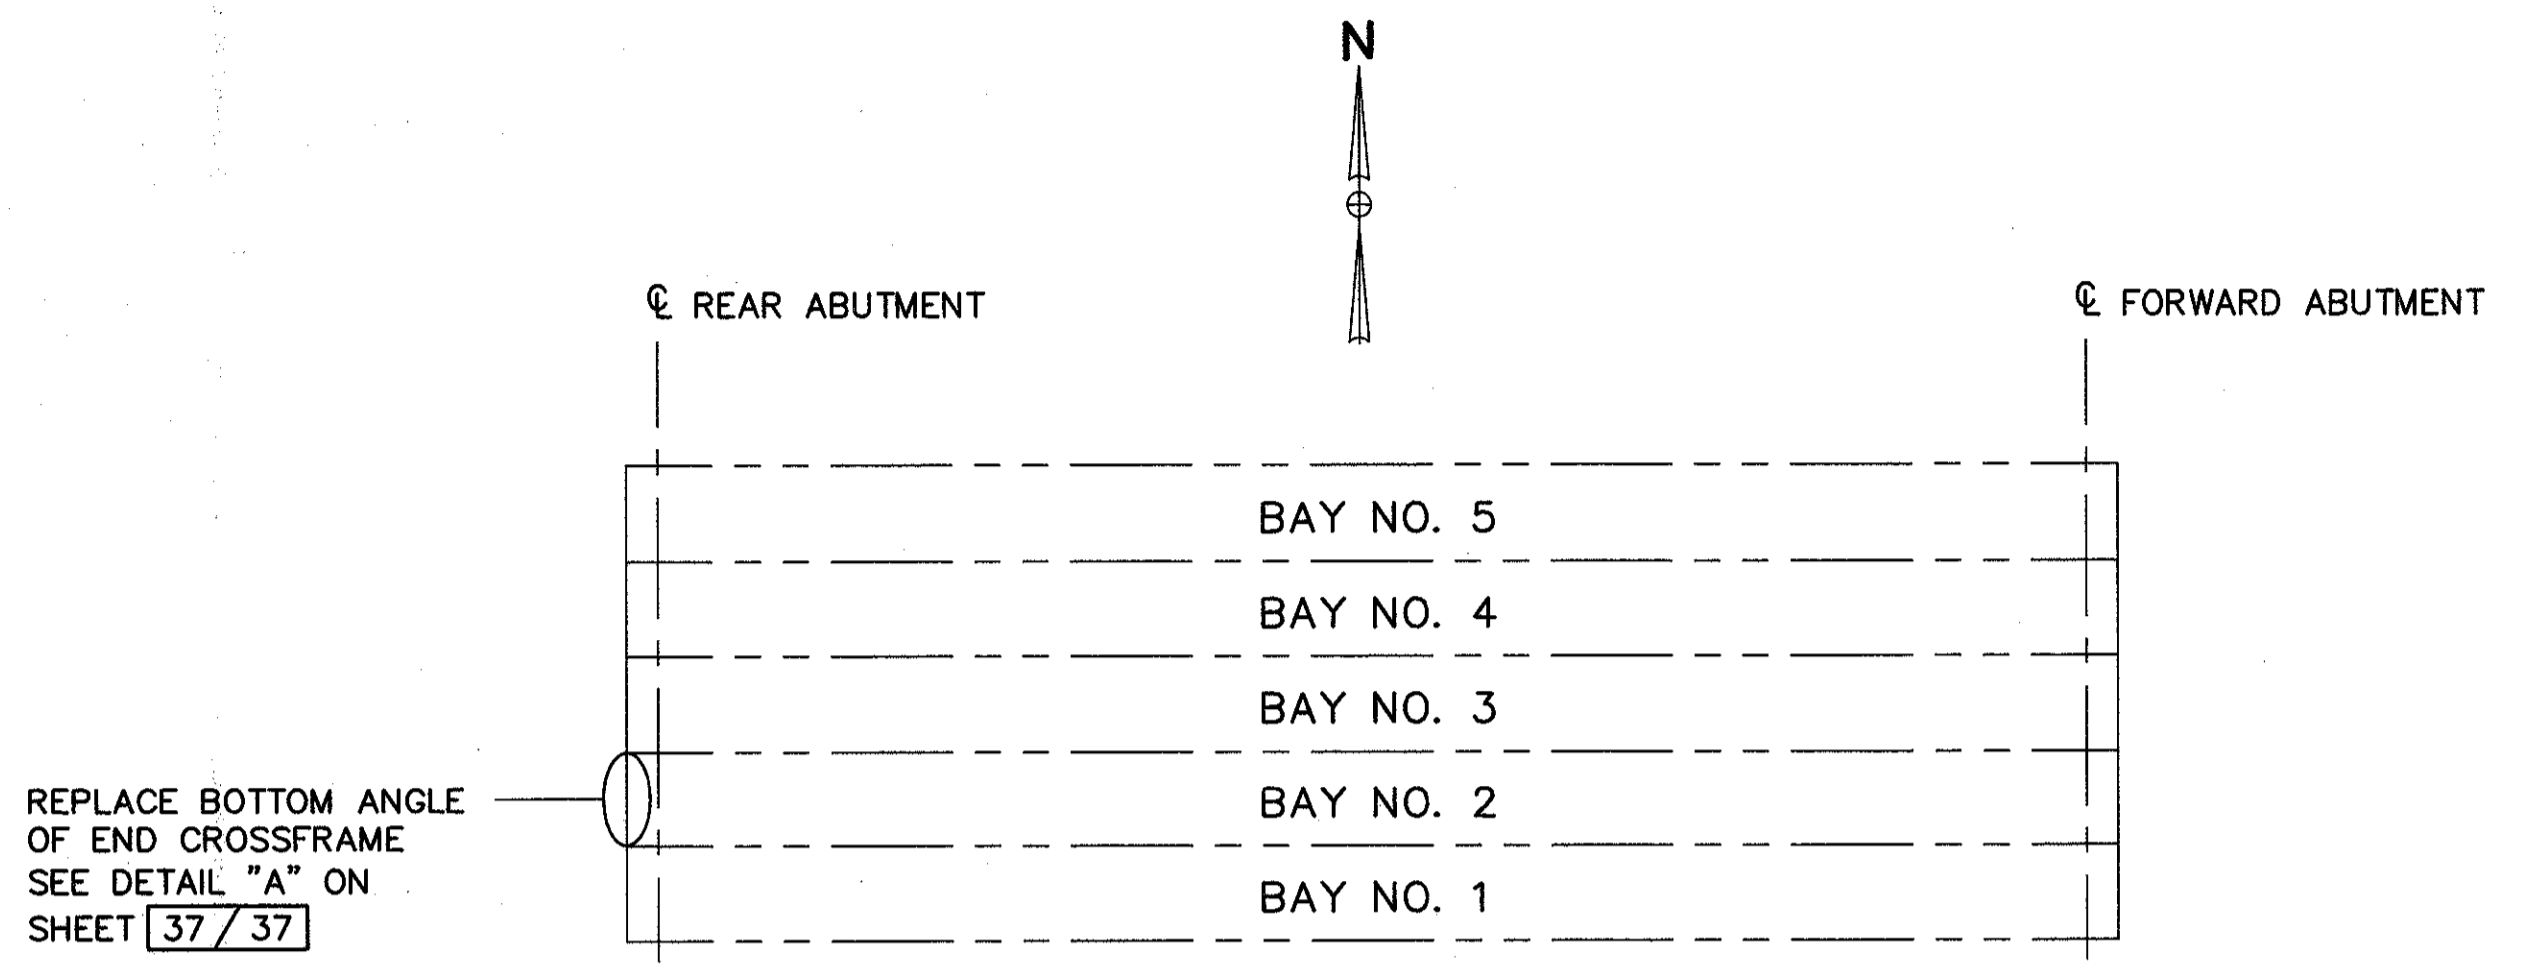 N
℄ REAR ABUTMENT
℄ FORWARD ABUTMENT
BAY NO. 5
BAY NO. 4
BAY NO. 3
BAY NO. 2
BAY NO. 1
REPLACE BOTTOM ANGLE
OF END CROSSFRAME
SEE DETAIL "A" ON
SHEET 37 / 37